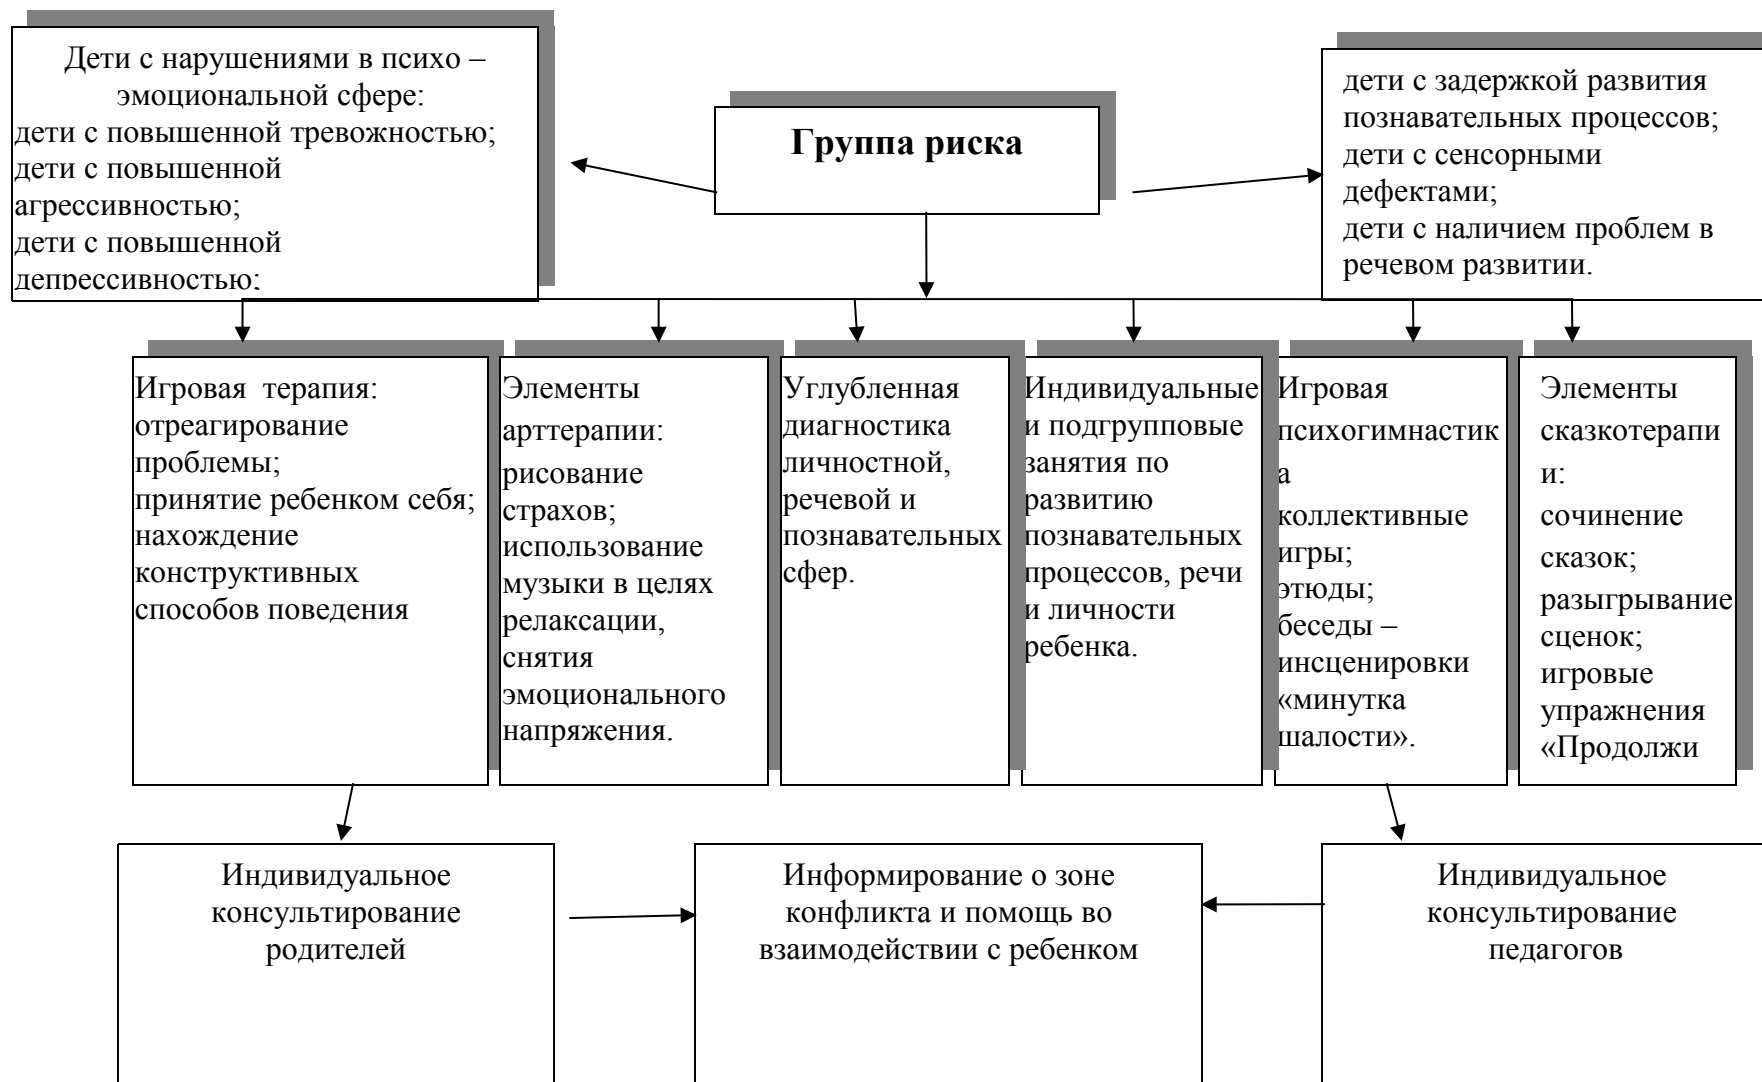 Дети с нарушениями в психо –
эмоциональной сфере:
дети с повышенной тревожностью;
дети с повышенной
агрессивностью;
дети с повышенной
депрессивностью;
Группа риска
дети с задержкой развития
познавательных процессов;
дети с сенсорными
дефектами;
дети с наличием проблем в
речевом развитии.
Игровая терапия:
отреагирование
проблемы;
принятие ребенком себя;
нахождение
конструктивных
способов поведения
Элементы
арттерапии:
рисование
страхов;
использование
музыки в целях
релаксации,
снятия
эмоционального
напряжения.
Углубленная
диагностика
личностной,
речевой и
познавательных
сфер.
Индивидуальные
и подгрупповые
занятия по
развитию
познавательных
процессов, речи
и личности
ребенка.
Игровая
психогимнастик
а
коллективные
игры;
этюды;
беседы –
инсценировки
«минутка
шалости».
Элементы
сказкотерапи
и:
сочинение
сказок;
разыгрывание
сценок;
игровые
упражнения
«Продолжи
Индивидуальное
консультирование
родителей
Информирование о зоне
конфликта и помощь во
взаимодействии с ребенком
Индивидуальное
консультирование
педагогов